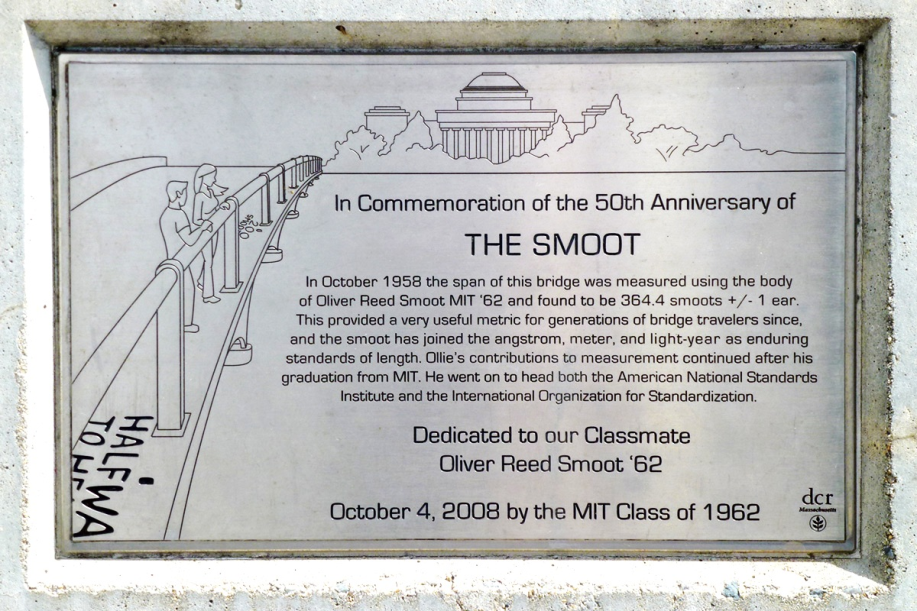 In Commemoration of the 50th Anniversary of
THE SMOOT
In October 1958 the span of this bridge was measured using the body
of Oliver Reed Smoot MIT '62 and found to be 364.4 smoots +/- 1 ear.
This provided a very useful metric for generations of bridge travelers since,
and the smoot has joined the angstrom, meter, and light-year as enduring
standards of length. Ollie's contributions to measurement continued after his
graduation from MIT. He went on to head both the American National Standards
Institute and the International Organization for Standardization.
Dedicated to our Classmate
Oliver Reed Smoot '62
October 4, 2008 by the MIT Class of 1962
HALFWA
dcr
Massachusetts